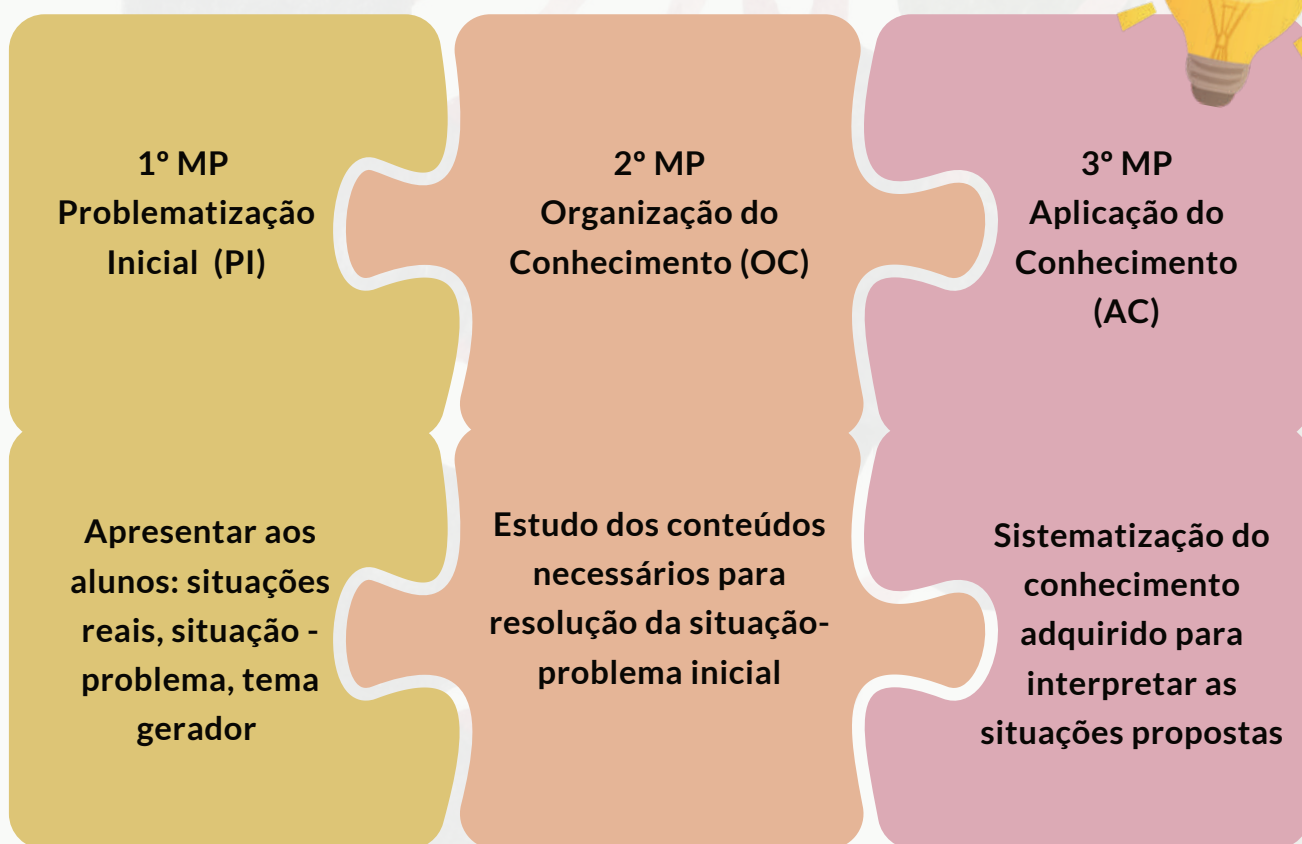 1º MP
Problematização
Inicial (PI)
2º MP
Organização do
Conhecimento (OC)
3º MP
Aplicação do
Conhecimento
(AC)
Apresentar aos
alunos: situações
reais, situação -
problema, tema
gerador
Estudo dos conteúdos
necessários para
resolução da situação-
problema inicial
Sistematização do
conhecimento
adquirido para
interpretar as
situações propostas